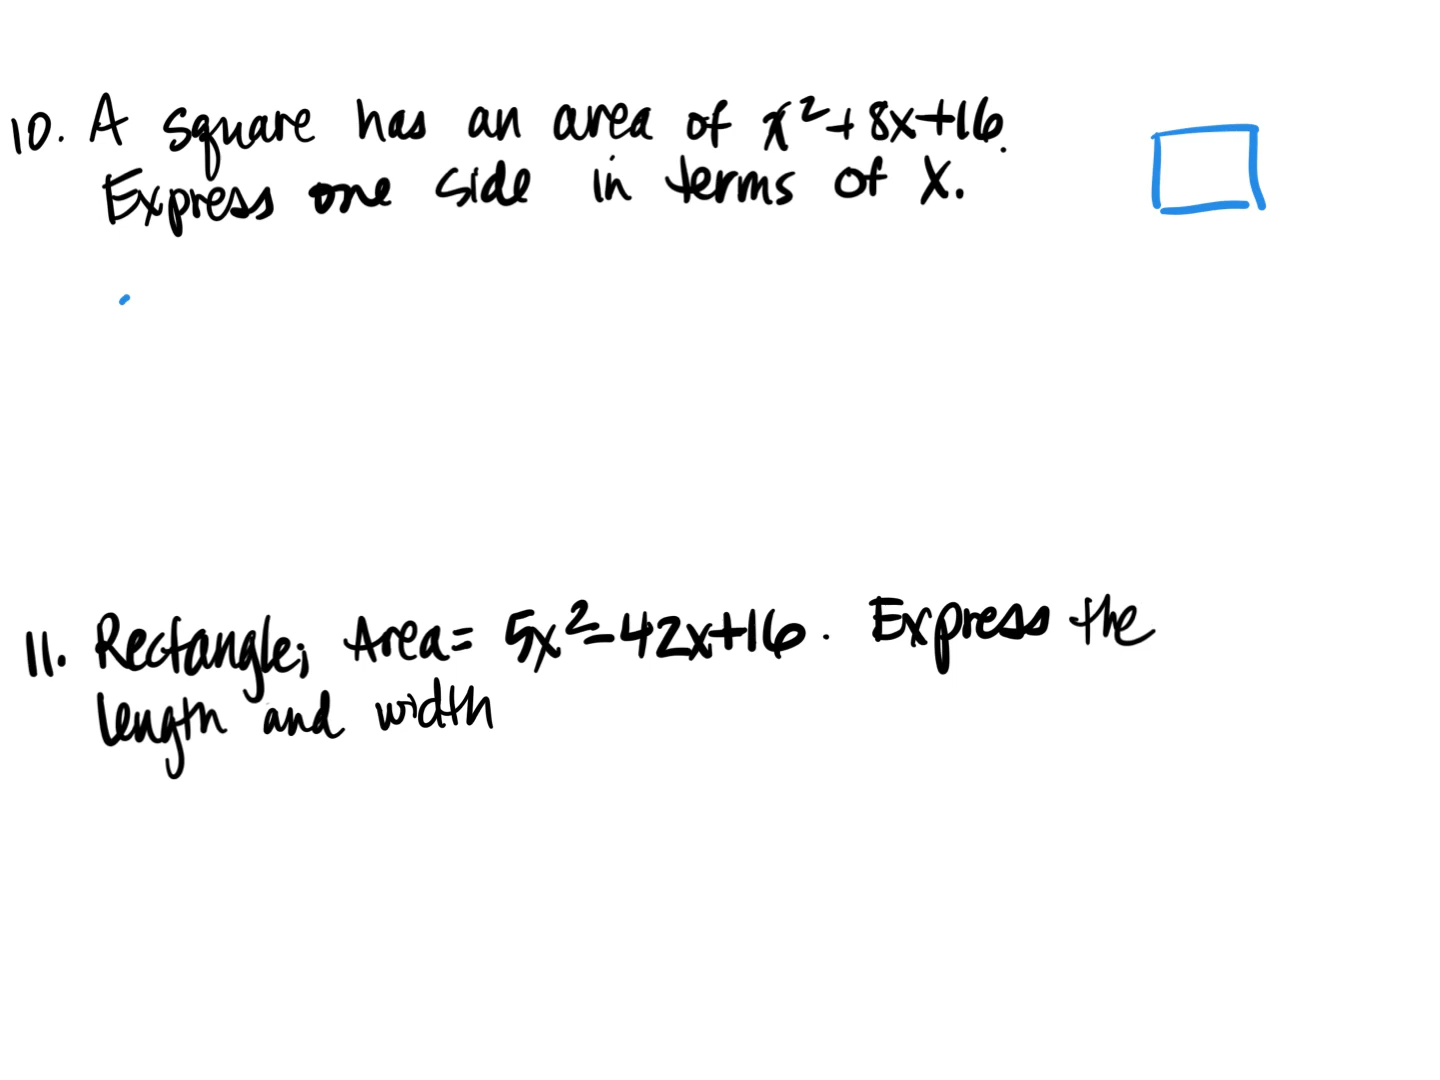 10. A square has an area of x²+8x+16.
Express one side in terms of x.
11. Rectangle; Area= 5x²-42x+16. Express the
length and width